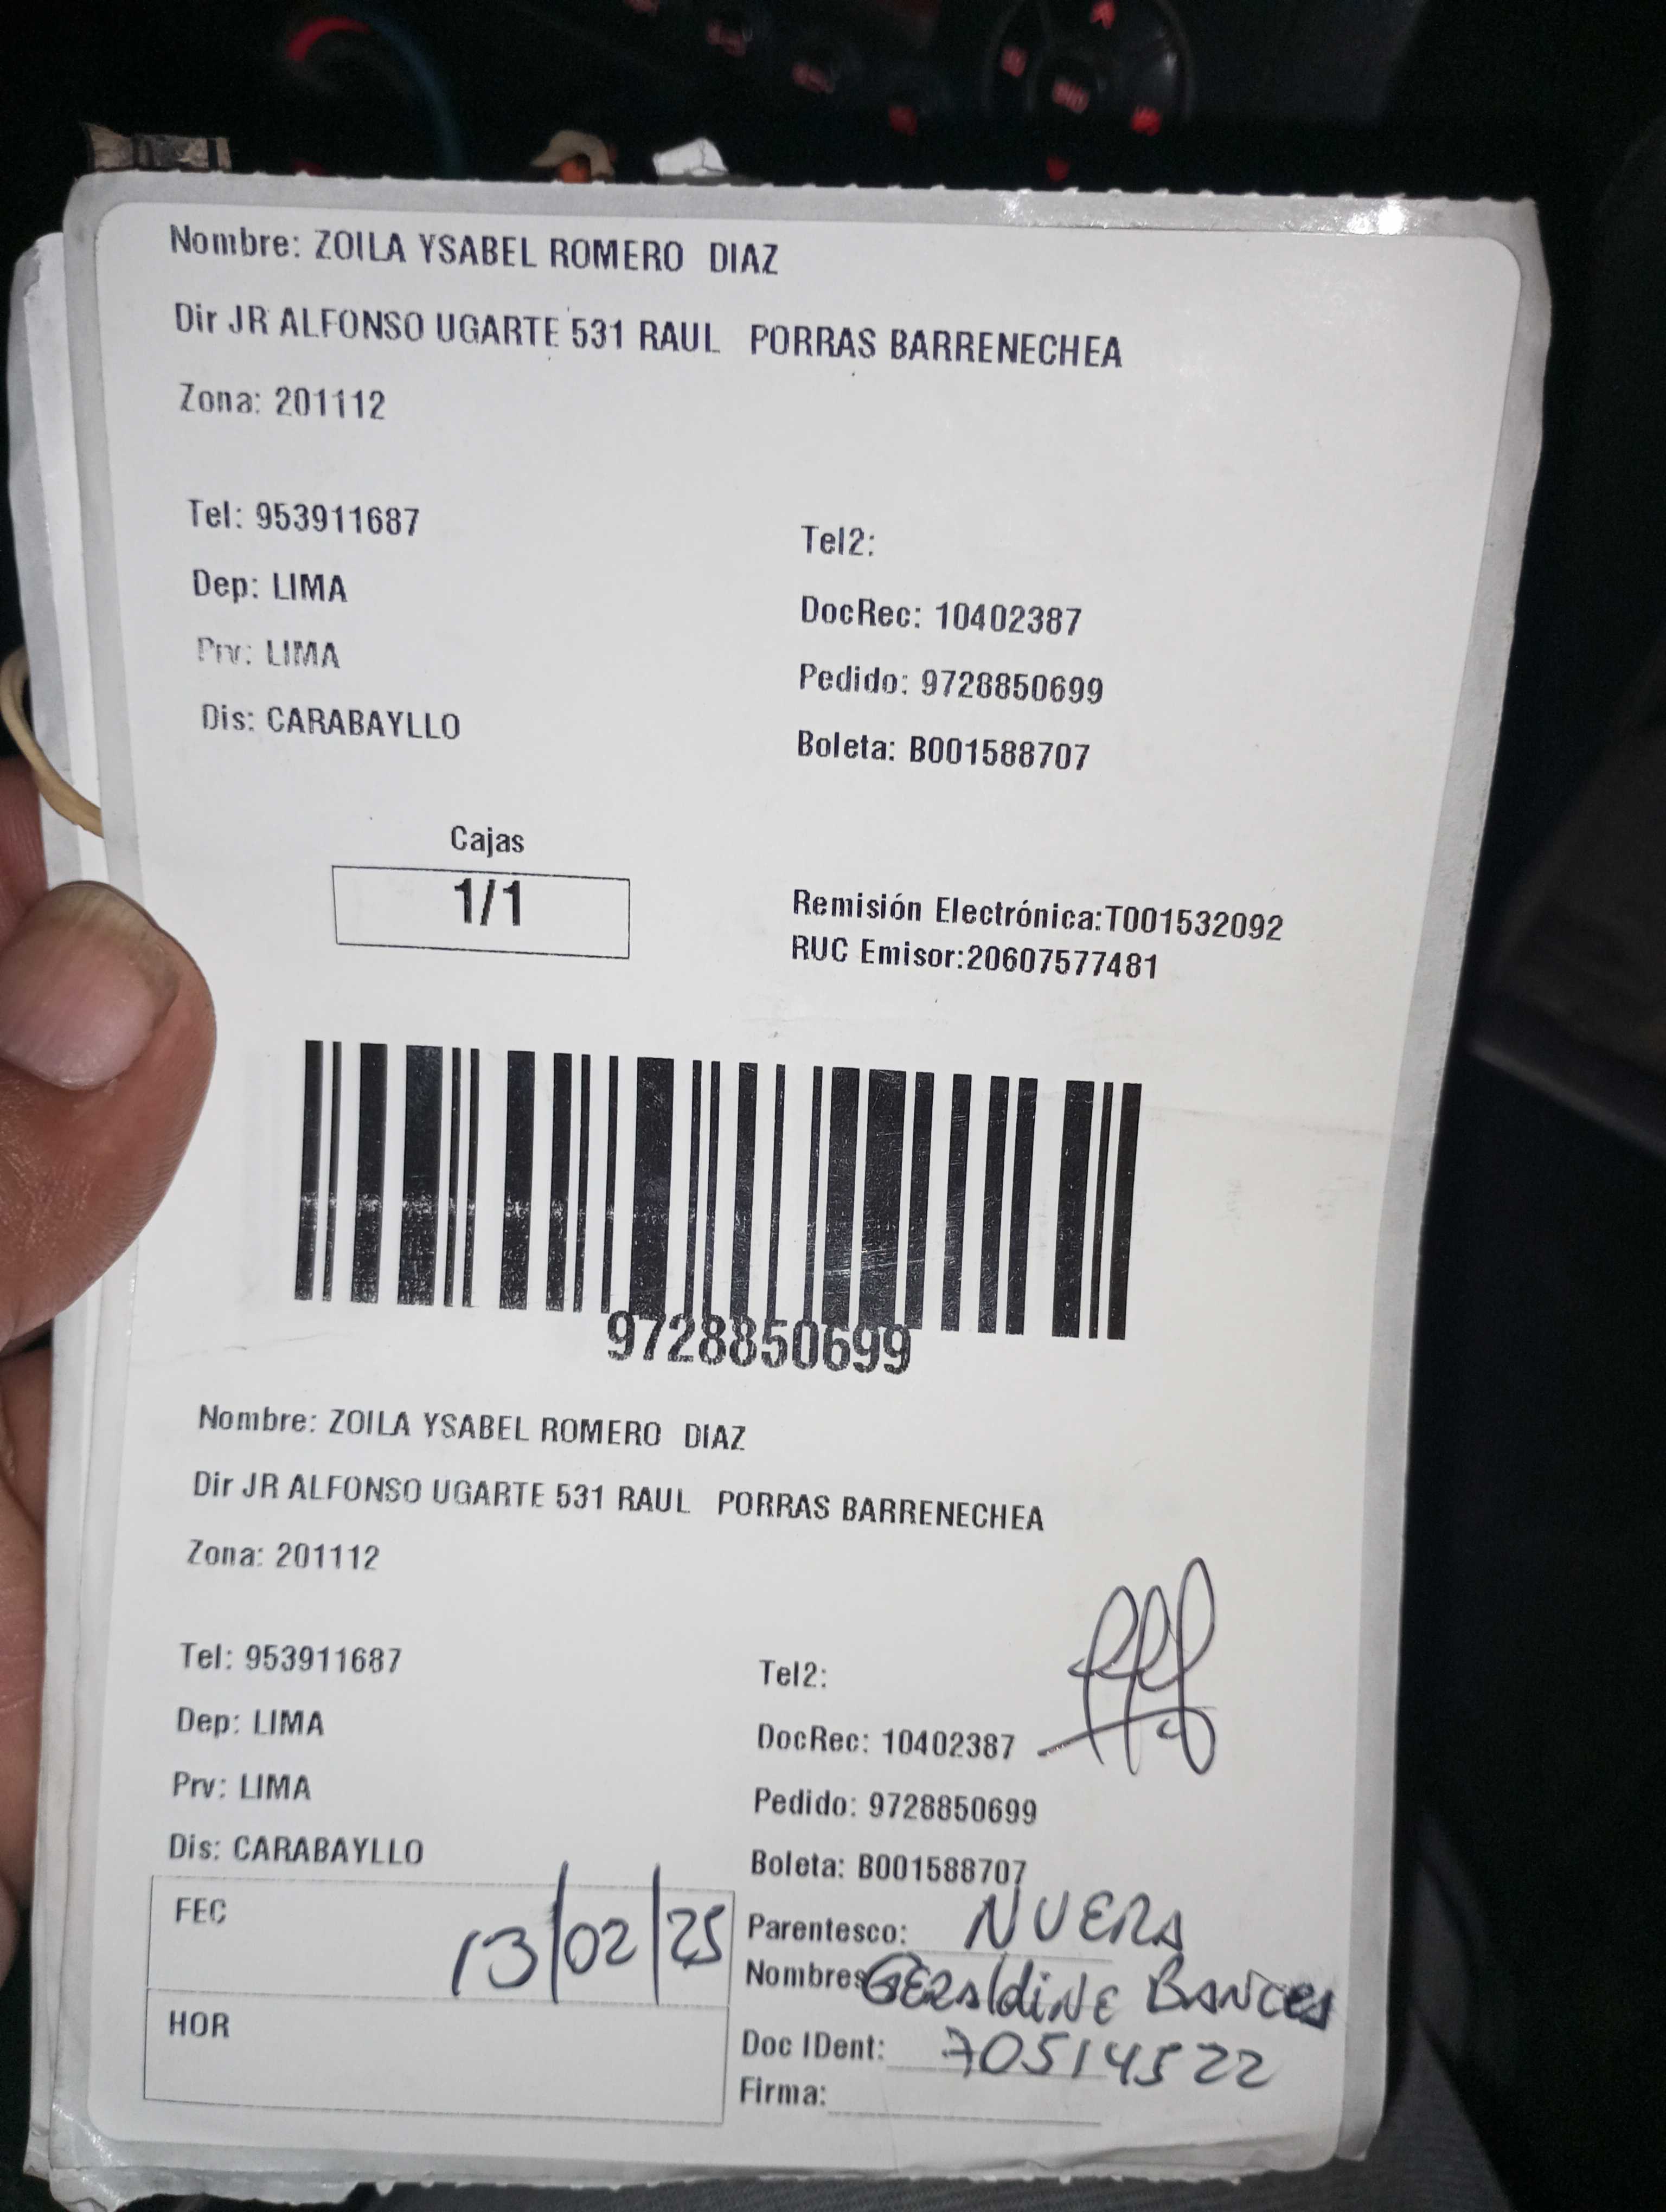 Nombre: ZOILA YSABEL ROMERO DIAZ
Dir JR ALFONSO UGARTE 531 RAUL PORRAS BARRENECHEA
Zona: 201112
Tel: 953911687
Tel2:
Dep: LIMA
DocRec: 10402387
Prv: LIMA
Pedido: 9728850699
Dis: CARABAYLLO
Boleta: B001588707
Cajas
1/1
Remisión Electrónica:T001532092
RUC Emisor:20607577481
9728850699
Nombre: ZOILA YSABEL ROMERO DIAZ
Dir JR ALFONSO UGARTE 531 RAUL PORRAS BARRENECHEA
Zona: 201112
Tel: 953911687
Tel2:
Dep: LIMA
DocRec: 10402387
Prv: LIMA
Pedido: 9728850699
Dis: CARABAYLLO
Boleta: B001588707
FEC 13/02/25
Parentesco: NUERA
Nombres GERALDINE BANCES
HOR
Doc IDent: 70514522
Firma: